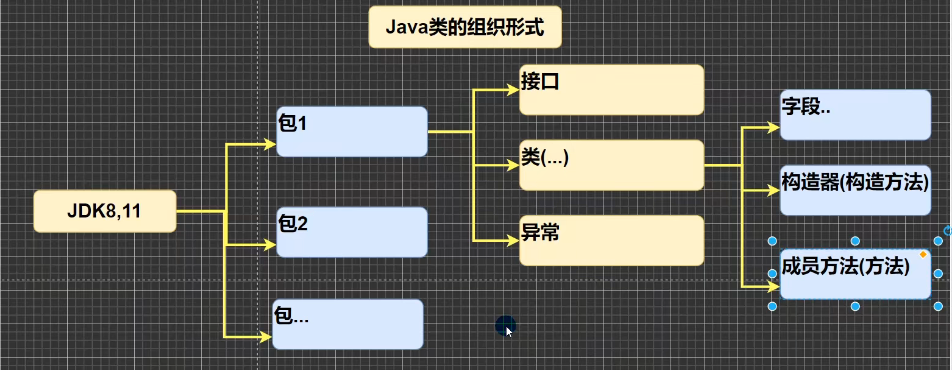 Java类的组织形式
JDK8,11
包1
包2
包...
接口
类(...)
异常
字段..
构造器(构造方法)
成员方法(方法)